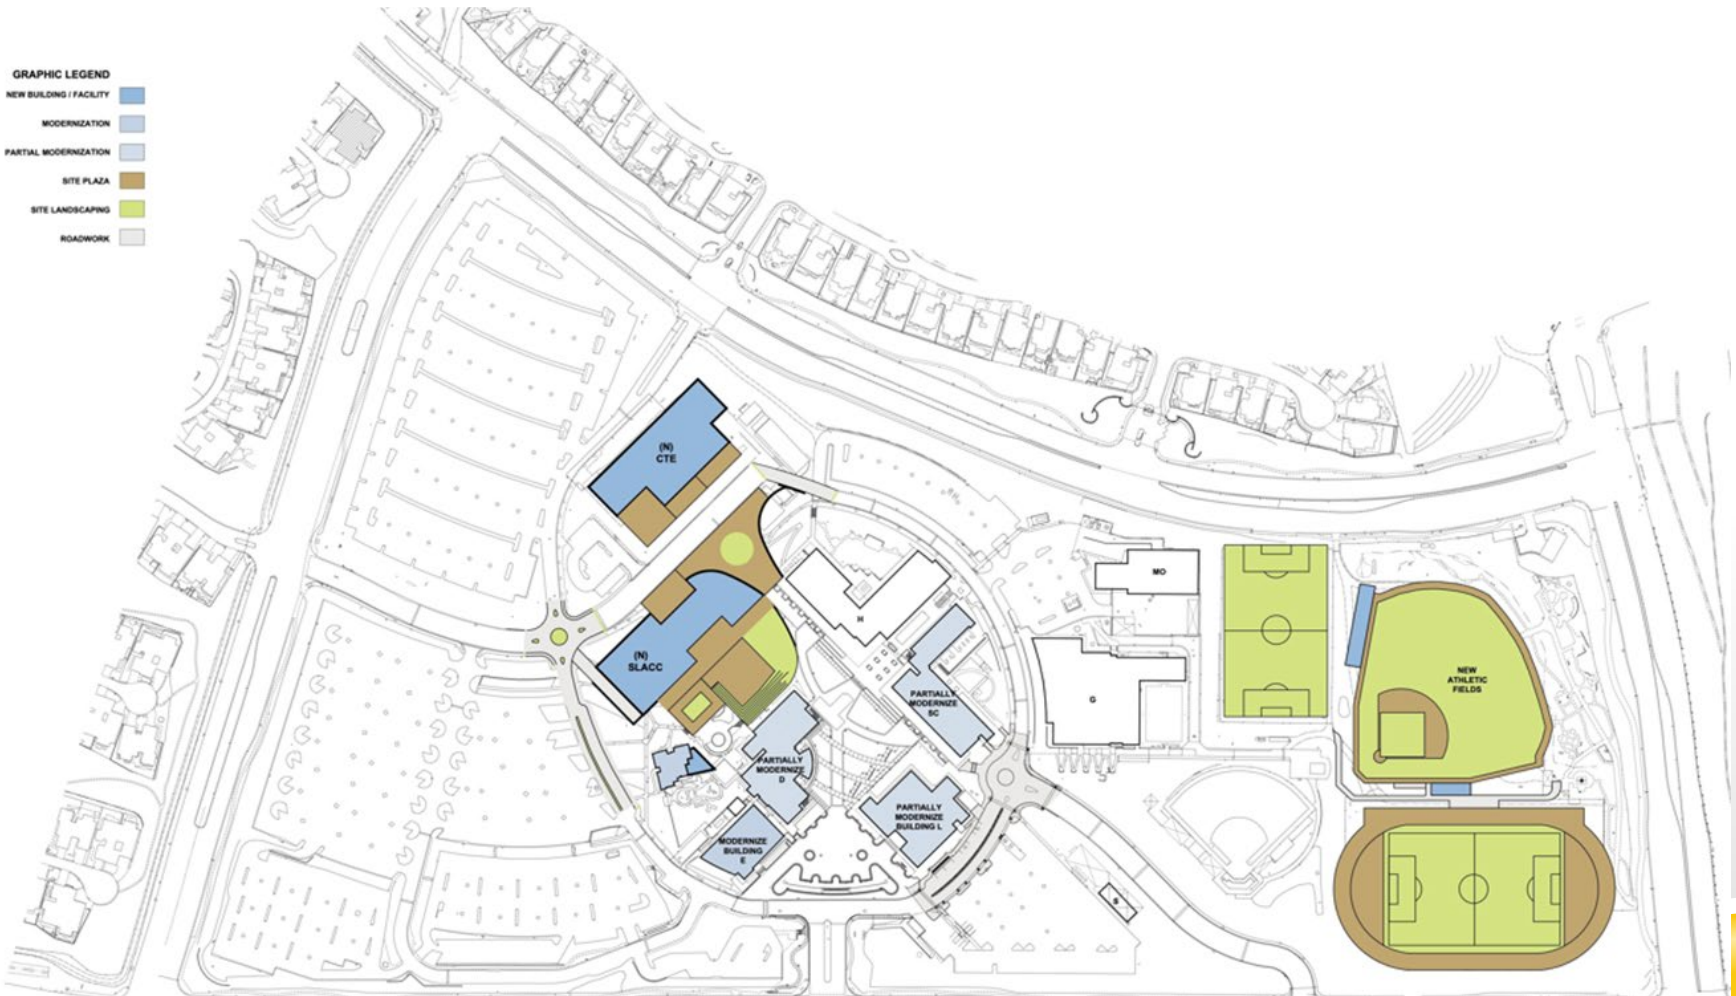 GRAPHIC LEGEND
NEW BUILDING / FACILITY
MODERNIZATION
PARTIAL MODERNIZATION
SITE PLAZA
SITE LANDSCAPING
ROADWORK
(N)
CTE
(N)
SLACC
H
MO
G
PARTIALLY
MODERNIZE
SC
PARTIALLY
MODERNIZE
D
PARTIALLY
MODERNIZE
BUILDING L
MODERNIZE
BUILDING
E
S
NEW
ATHLETIC
FIELDS